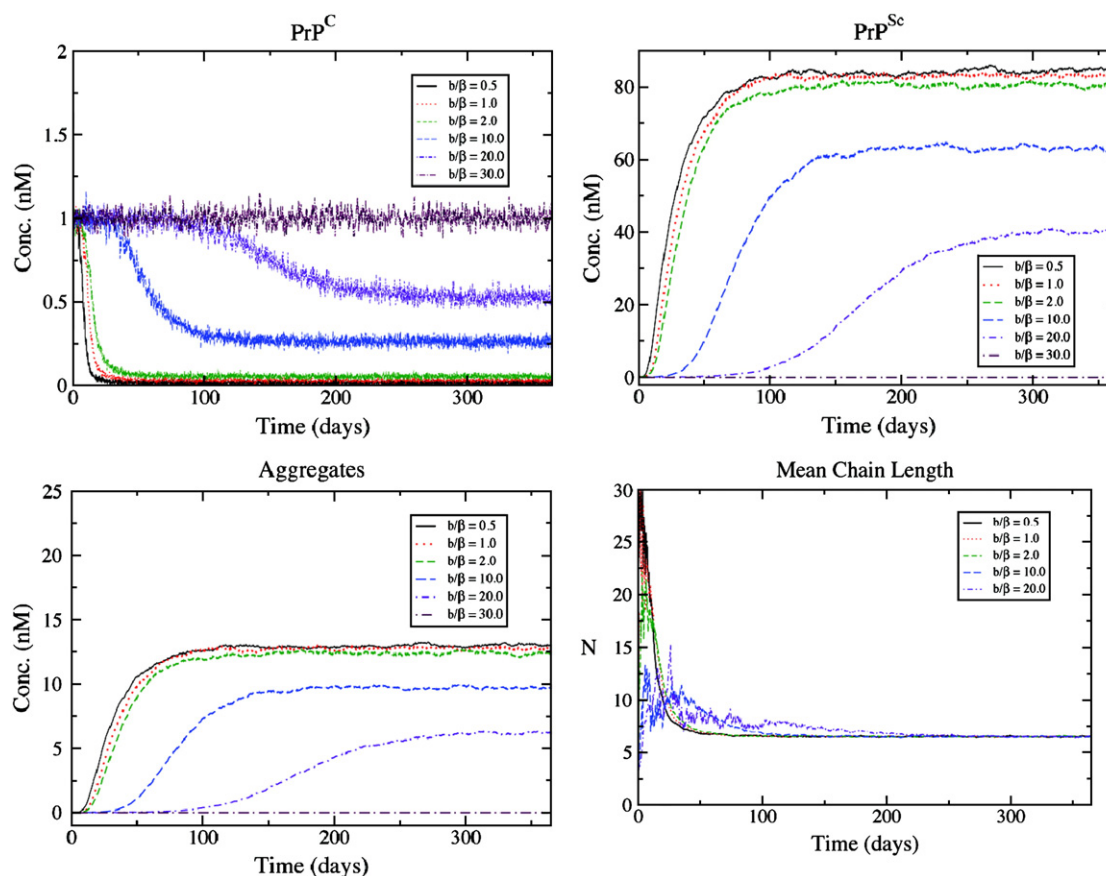 PrP^C
2
1.5
1
0.5
0
Conc. (nM)
b/β = 0.5
b/β = 1.0
b/β = 2.0
b/β = 10.0
b/β = 20.0
b/β = 30.0
0 100 200 300
Time (days)
PrP^Sc
80
60
40
20
0
Conc. (nM)
b/β = 0.5
b/β = 1.0
b/β = 2.0
b/β = 10.0
b/β = 20.0
b/β = 30.0
0 100 200 300
Time (days)
Aggregates
25
20
15
10
5
0
Conc. (nM)
b/β = 0.5
b/β = 1.0
b/β = 2.0
b/β = 10.0
b/β = 20.0
b/β = 30.0
0 100 200 300
Time (days)
Mean Chain Length
30
25
20
15
10
5
0
N
b/β = 0.5
b/β = 1.0
b/β = 2.0
b/β = 10.0
b/β = 20.0
0 100 200 300
Time (days)